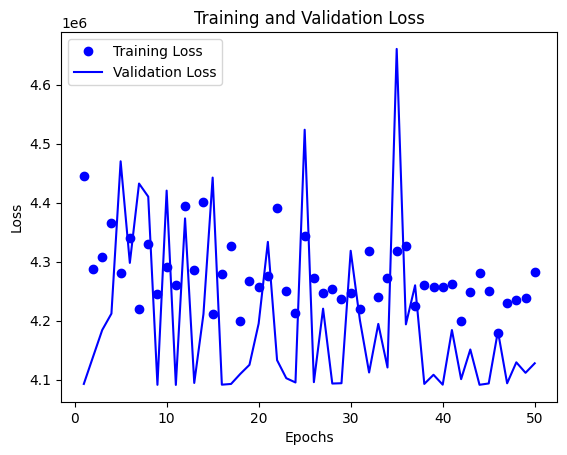 Training and Validation Loss
1e6
Training Loss
Validation Loss
4.6
4.5
4.4
4.3
4.2
4.1
Loss
0 10 20 30 40 50
Epochs